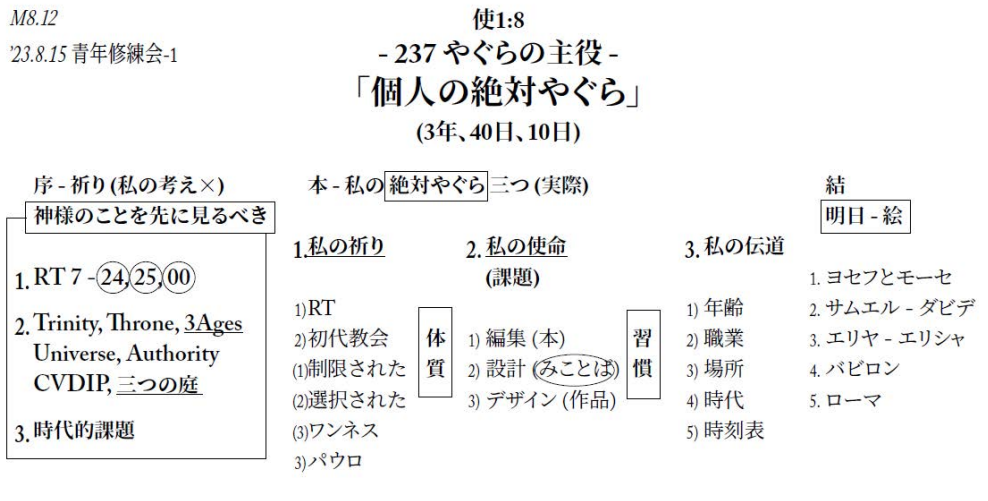 M8.12
'23.8.15 青年修練会-1
使1:8
- 237 やぐらの主役 -
「個人の絶対やぐら」
(3年、40日、10日)
序 - 祈り (私の考え×)
神様のことを先に見るべき
1. RT 7 - 24, 25, 00
2. Trinity, Throne, 3Ages
Universe, Authority
CVDIP, 三つの庭
3. 時代的課題
本 - 私の 絶対やぐら 三つ (実際)
1. 私の祈り
1) RT
2) 初代教会
(1) 制限された
(2) 選択された
(3) ワンネス
3) パウロ
体質
2. 私の使命
(課題)
1) 編集 (本)
2) 設計 (みことば)
3) デザイン (作品)
習慣
3. 私の伝道
1) 年齢
2) 職業
3) 場所
4) 時代
5) 時刻表
結
明日 - 絵
1. ヨセフとモーセ
2. サムエル - ダビデ
3. エリヤ - エリシャ
4. バビロン
5. ローマ